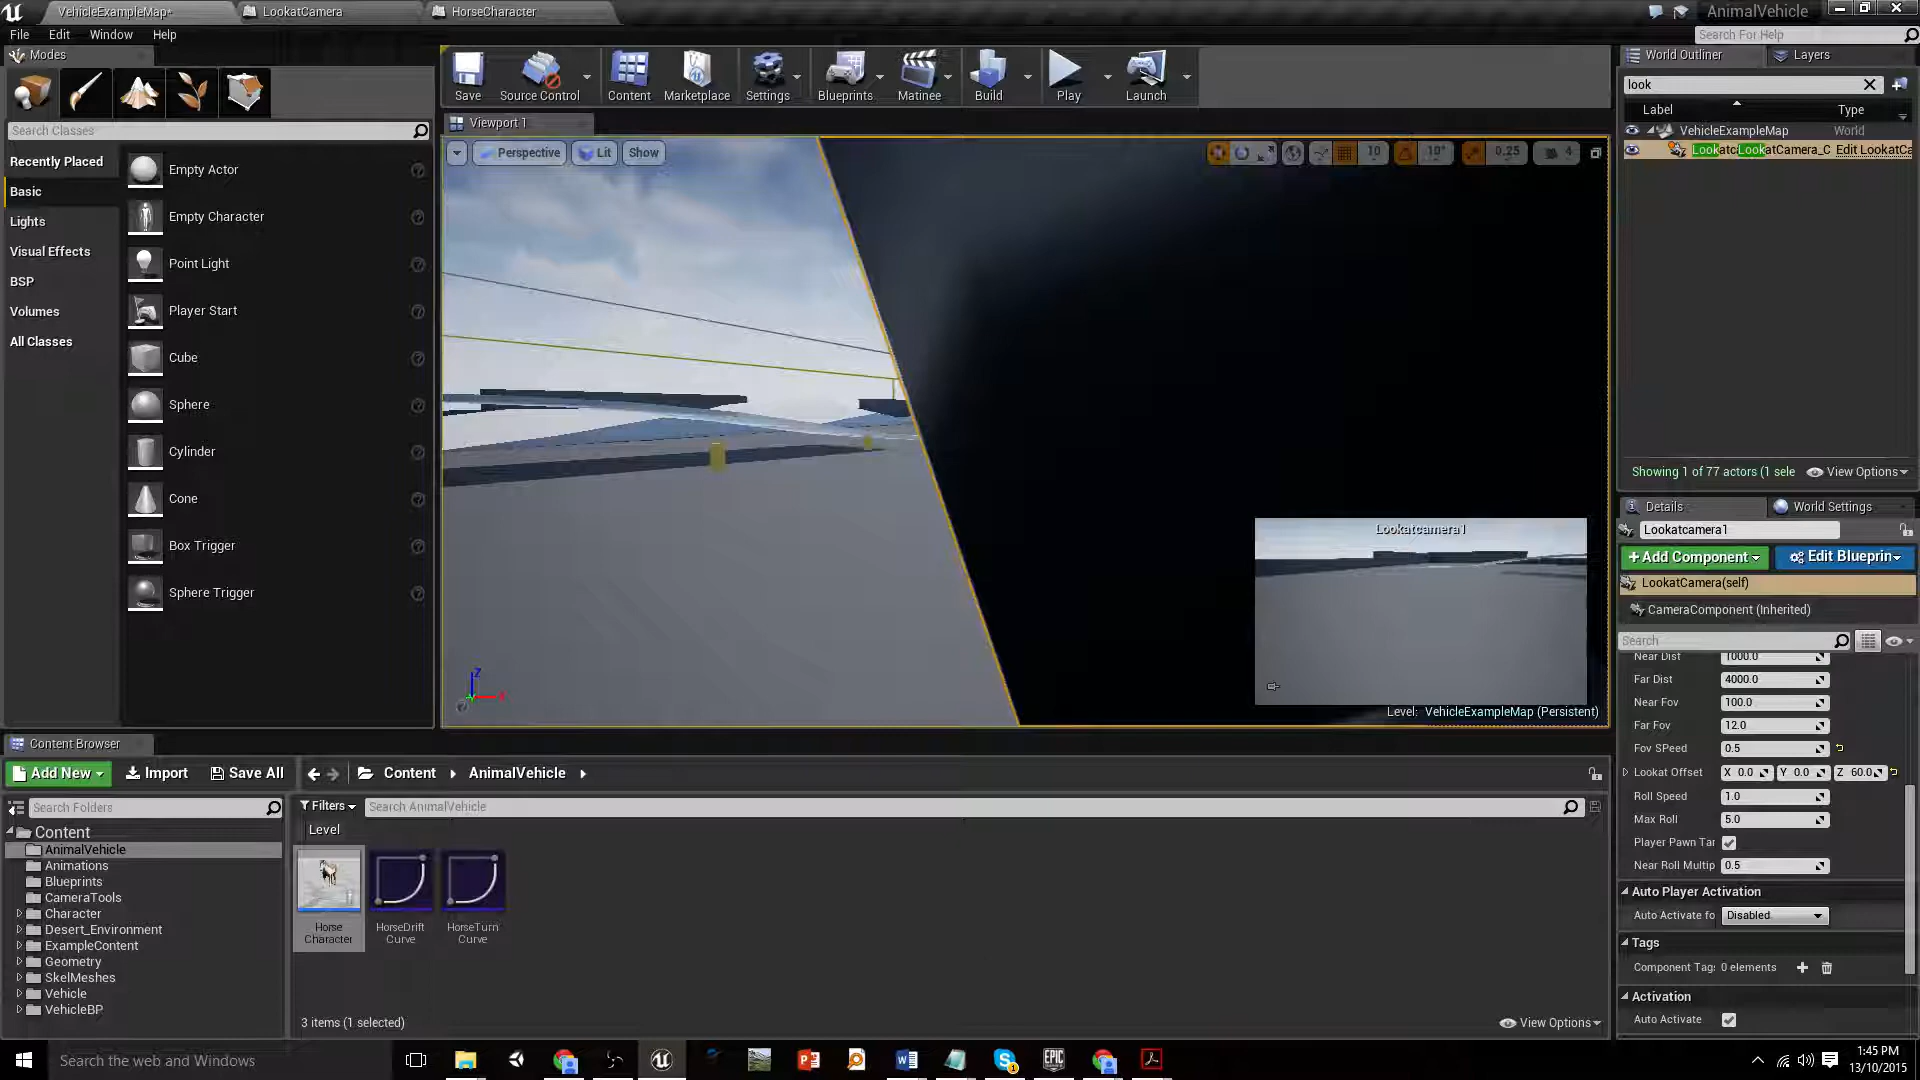 VehicleExampleMap*
LookatCamera
HorseCharacter
AnimalVehicle
File Edit Window Help
Search For Help
Modes
Save
Source Control
Content
Marketplace
Settings
Blueprints
Matinee
Build
Play
Launch
World Outliner
Layers
look
Label
Type
VehicleExampleMap
World
LookatcLookatCamera_C
Edit LookatCa
Search Classes
Viewport 1
Perspective
Lit
Show
10
10°
0.25
4
Recently Placed
Basic
Lights
Visual Effects
BSP
Volumes
All Classes
Empty Actor
Empty Character
Point Light
Player Start
Cube
Sphere
Cylinder
Cone
Box Trigger
Sphere Trigger
Lookatcamera1
Level: VehicleExampleMap (Persistent)
Z
X
Showing 1 of 77 actors (1 sele
View Options
Details
World Settings
Lookatcamera1
+Add Component
Edit Blueprin
LookatCamera(self)
CameraComponent (Inherited)
Search
Near Dist 1000.0
Far Dist 4000.0
Near Fov 100.0
Far Fov 12.0
Fov SPeed 0.5
Lookat Offset X 0.0 Y 0.0 Z 60.0
Roll Speed 1.0
Max Roll 5.0
Player Pawn Tar
Near Roll Multip 0.5
Auto Player Activation
Auto Activate fo Disabled
Tags
Component Tag: 0 elements
Activation
Auto Activate
Content Browser
Add New
Import
Save All
Content
AnimalVehicle
Search Folders
Filters
Search AnimalVehicle
Level
Content
AnimalVehicle
Animations
Blueprints
CameraTools
Character
Desert_Environment
ExampleContent
Geometry
SkelMeshes
Vehicle
VehicleBP
Horse
Character
HorseDrift
Curve
HorseTurn
Curve
3 items (1 selected)
View Options
Search the web and Windows
EPIC
GAMES
1:45 PM
13/10/2015